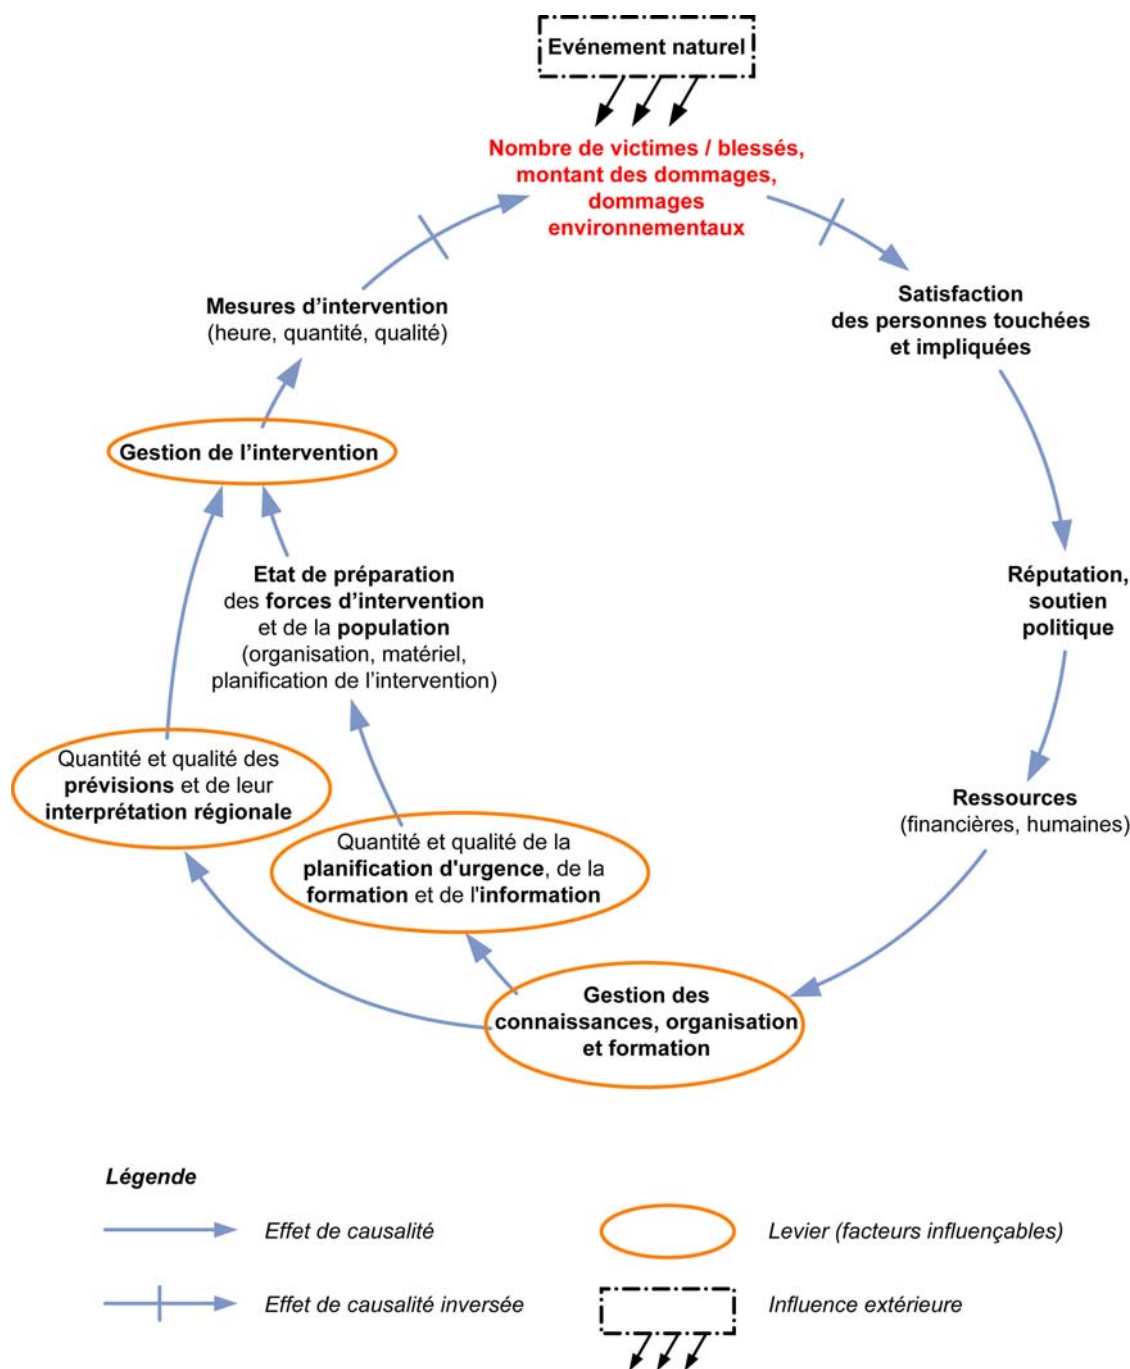 Evénement naturel
Nombre de victimes / blessés,
montant des dommages,
dommages
environnementaux
Satisfaction
des personnes touchées
et impliquées
Réputation,
soutien
politique
Ressources
(financières, humaines)
Gestion des
connaissances, organisation
et formation
Quantité et qualité de la
planification d'urgence, de la
formation et de l'information
Quantité et qualité des
prévisions et de leur
interprétation régionale
Etat de préparation
des forces d’intervention
et de la population
(organisation, matériel,
planification de l’intervention)
Gestion de l’intervention
Mesures d’intervention
(heure, quantité, qualité)
Légende
Effet de causalité
Levier (facteurs influençables)
Effet de causalité inversée
Influence extérieure